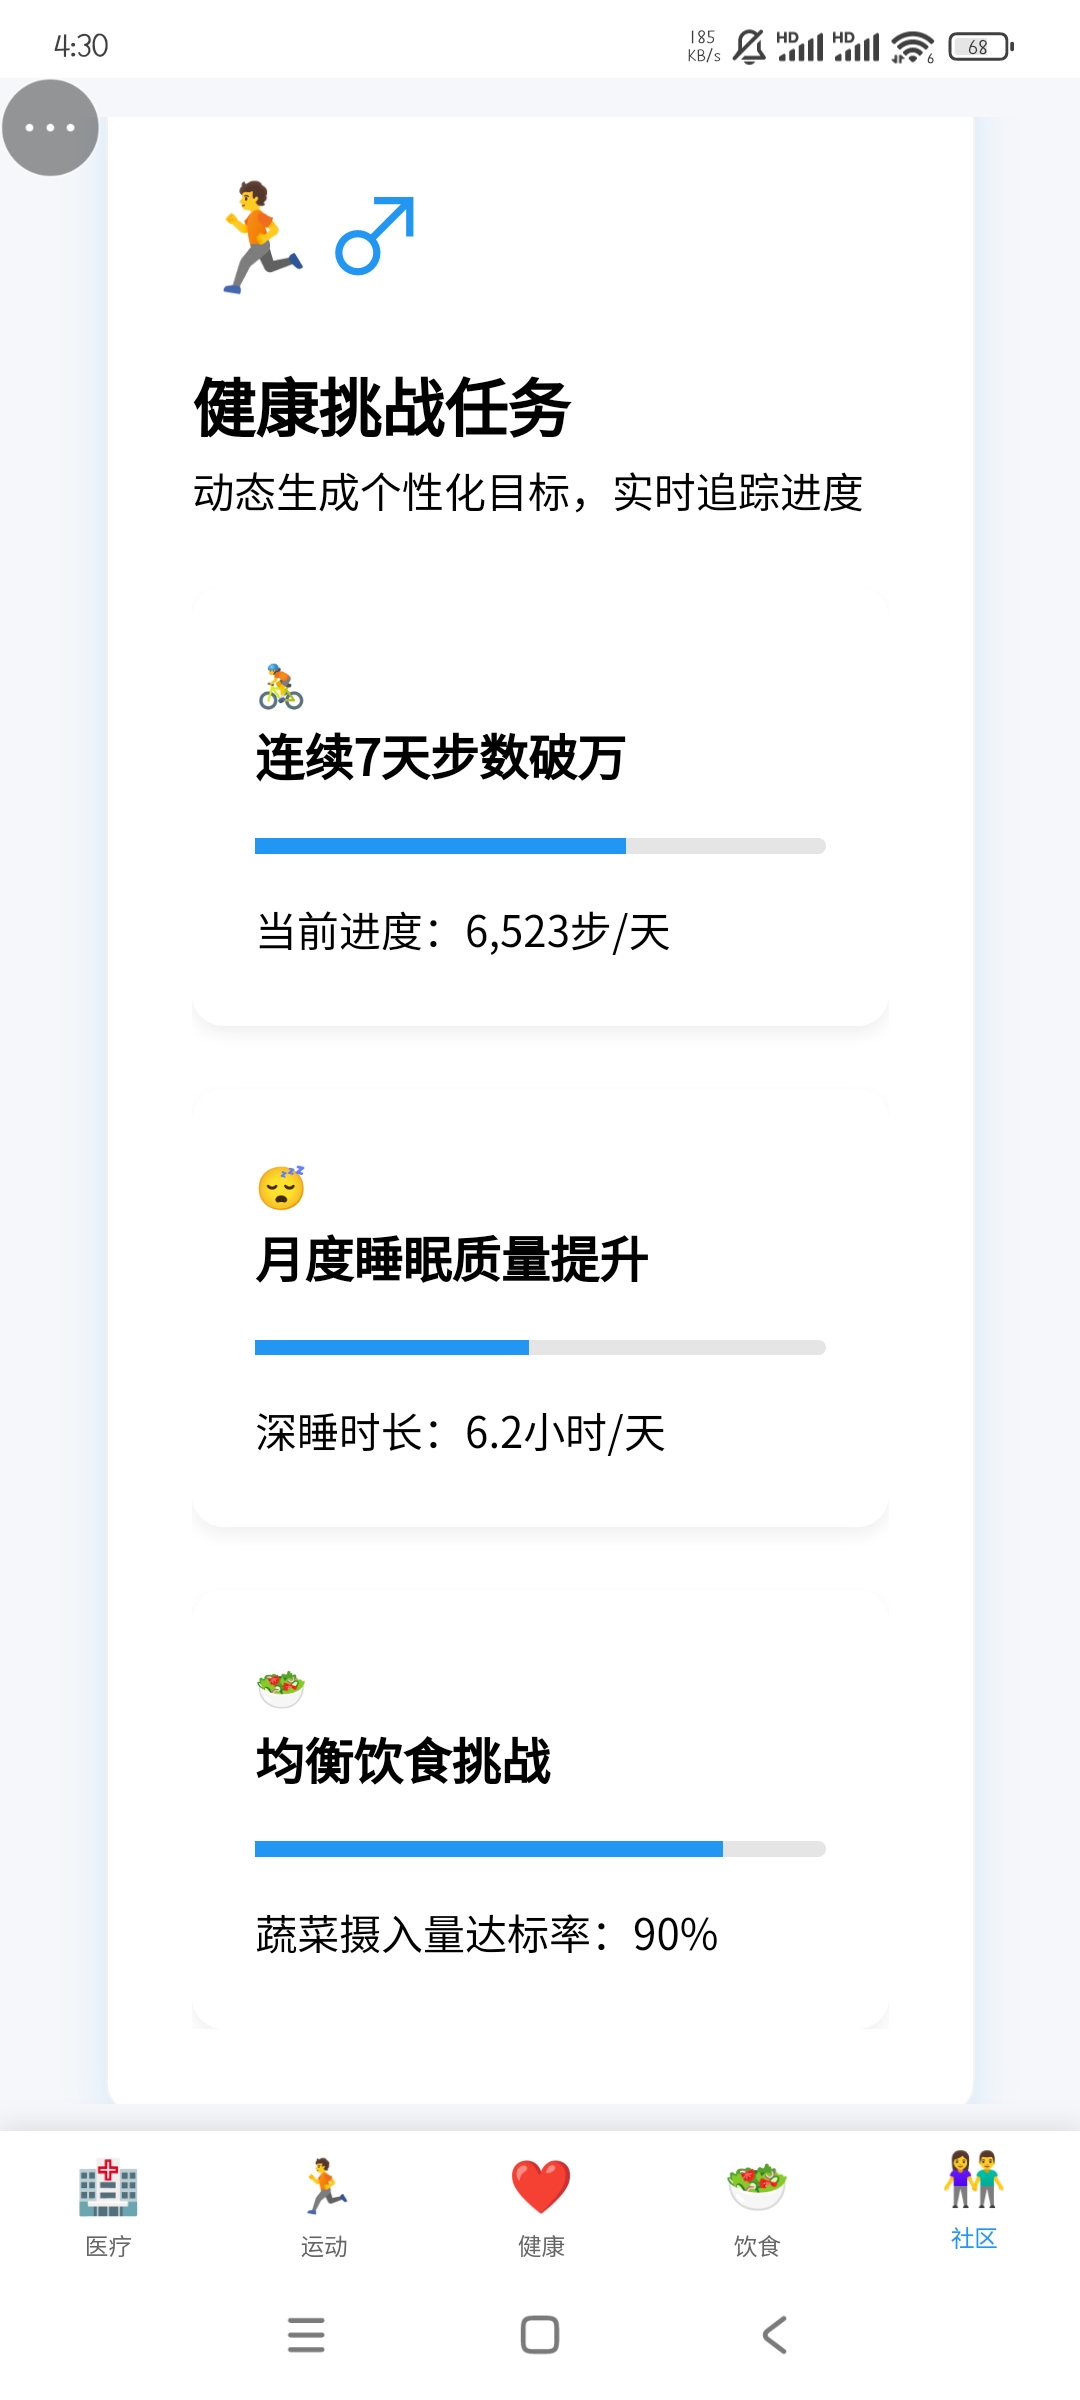 4:30
185
KB/s
HD
HD
6
68
健康挑战任务
动态生成个性化目标，实时追踪进度
连续7天步数破万
当前进度：6,523步/天
月度睡眠质量提升
深睡时长：6.2小时/天
均衡饮食挑战
蔬菜摄入量达标率：90%
医疗
运动
健康
饮食
社区